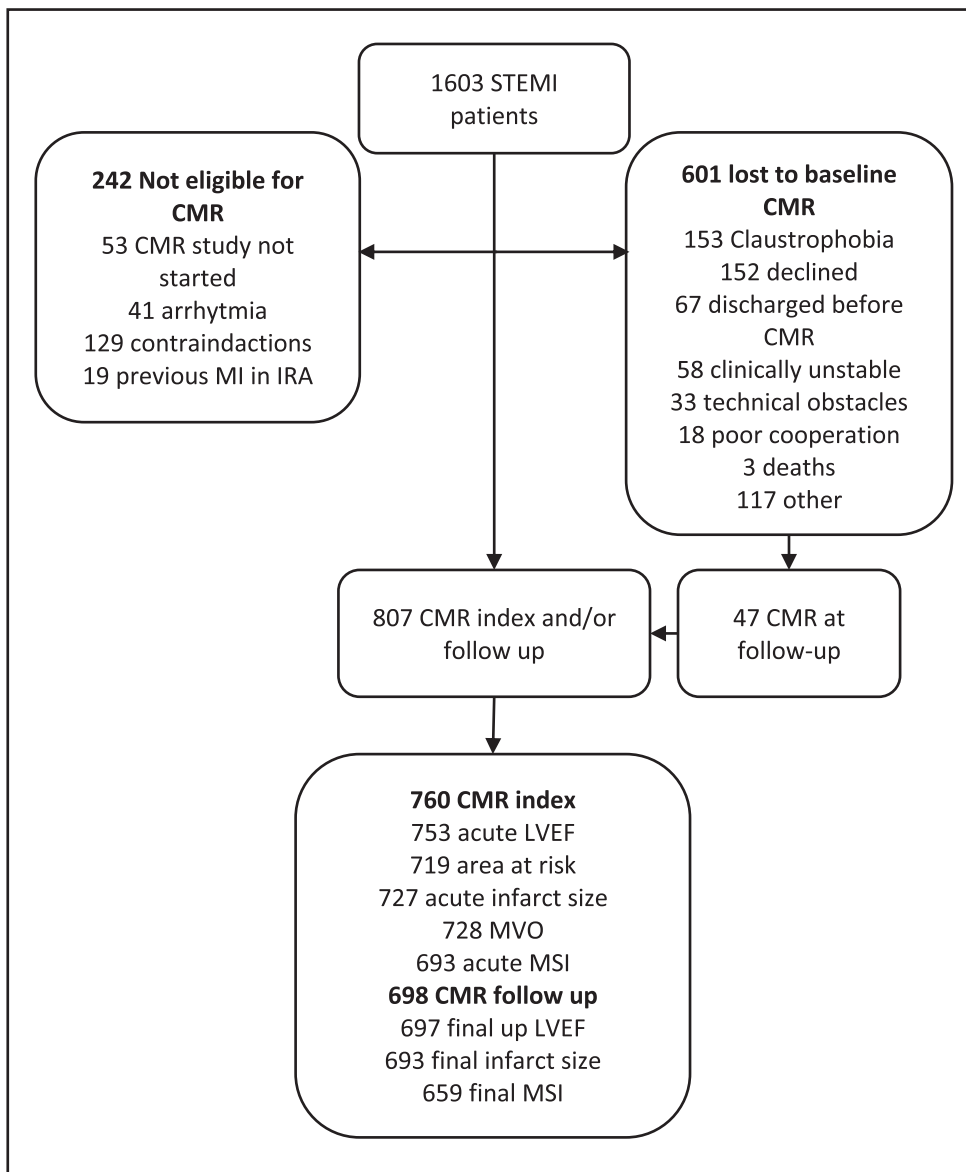 1603 STEMI
patients
242 Not eligible for
CMR
53 CMR study not
started
41 arrhytmia
129 contraindactions
19 previous MI in IRA
601 lost to baseline
CMR
153 Claustrophobia
152 declined
67 discharged before
CMR
58 clinically unstable
33 technical obstacles
18 poor cooperation
3 deaths
117 other
807 CMR index and/or
follow up
47 CMR at
follow-up
760 CMR index
753 acute LVEF
719 area at risk
727 acute infarct size
728 MVO
693 acute MSI
698 CMR follow up
697 final up LVEF
693 final infarct size
659 final MSI